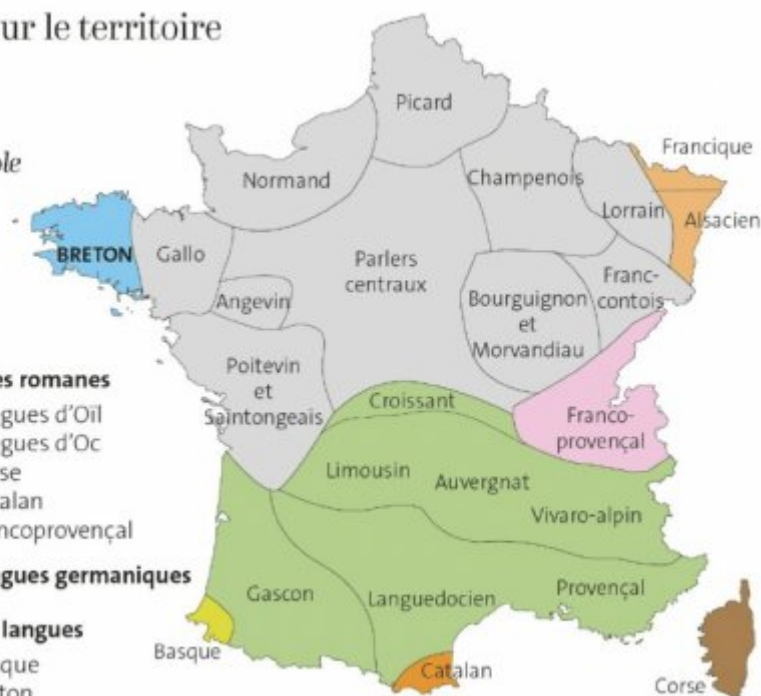 ur le territoire
ole
Picard
Normand
Champenois
Francique
Lorrain
Alsacien
BRETON
Gallo
Parlers
centraux
Angevin
Bourguignon
et
Morvandiau
Franc-
contois
Poitevin
et
Saintongeais
Croissant
Franco-
provençal
Limousin
Auvergnat
Vivaro-alpin
Gascon
Languedocien
Provençal
Basque
Catalan
Corse
es romanes
gues d'Oïl
gues d'Oc
se
alan
ncoprovençal
gues germaniques
langues
que
ton